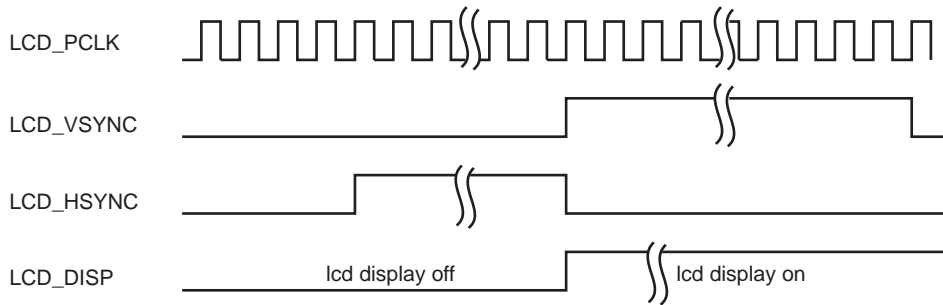 LCD_PCLK
LCD_VSYNC
LCD_HSYNC
LCD_DISP
lcd display off
lcd display on